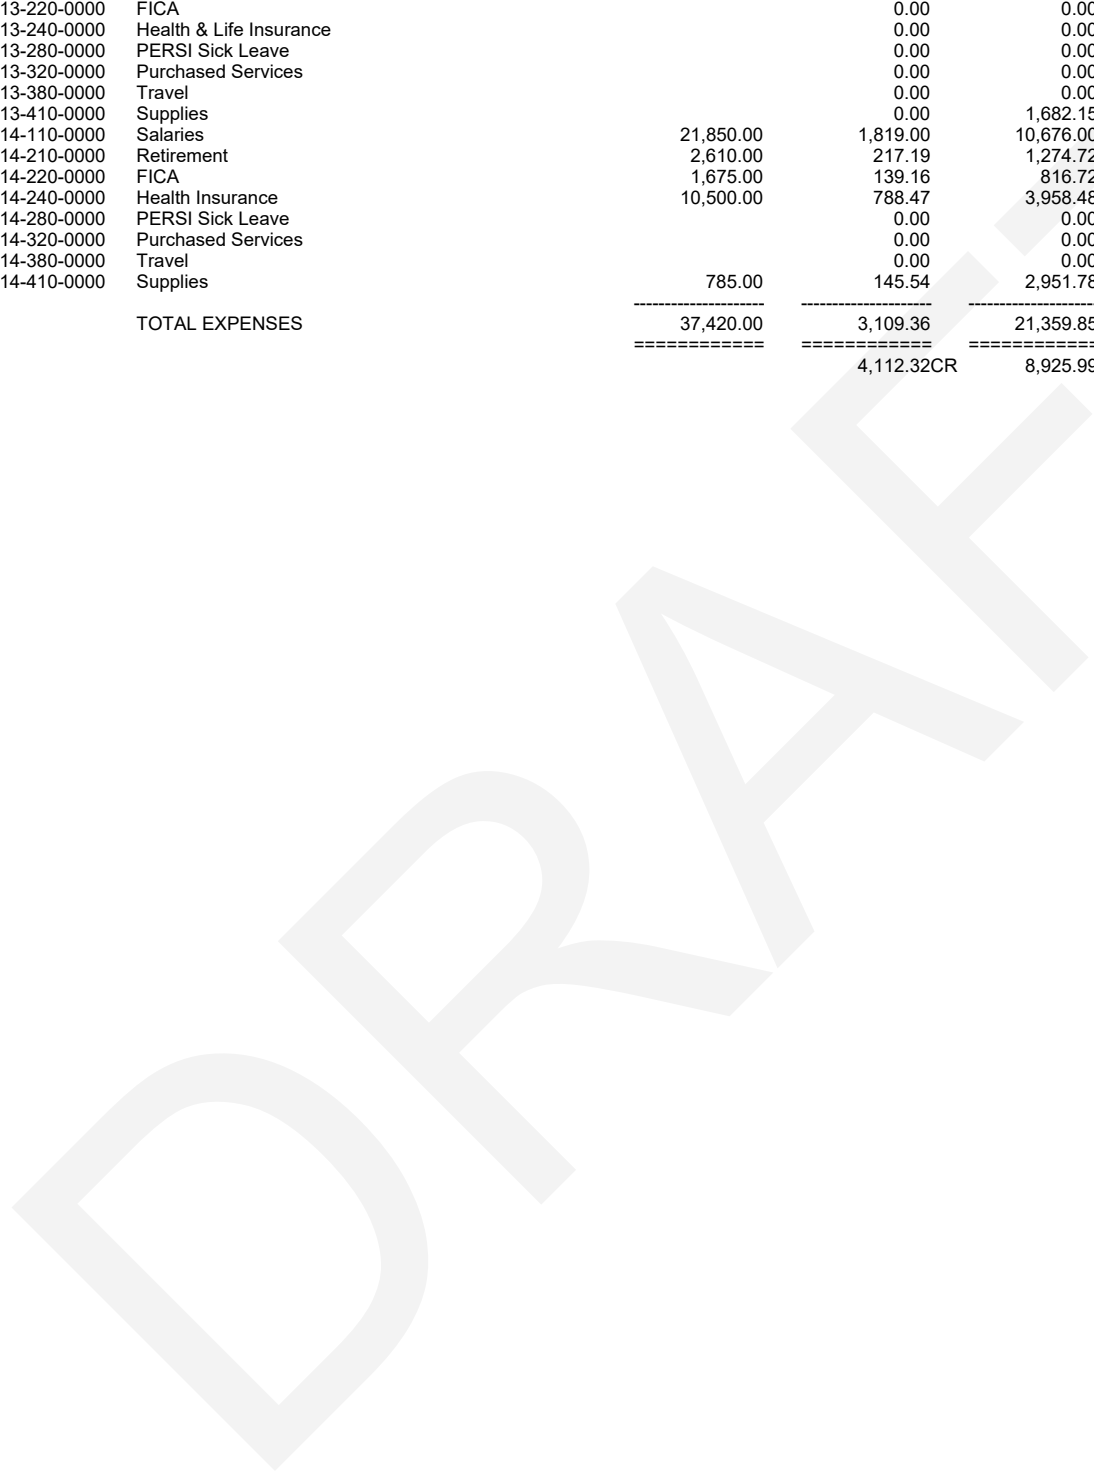 13-220-0000 FICA 0.00 0.00
13-240-0000 Health & Life Insurance 0.00 0.00
13-280-0000 PERSI Sick Leave 0.00 0.00
13-320-0000 Purchased Services 0.00 0.00
13-380-0000 Travel 0.00 0.00
13-410-0000 Supplies 0.00 1,682.15
14-110-0000 Salaries 21,850.00 1,819.00 10,676.00
14-210-0000 Retirement 2,610.00 217.19 1,274.72
14-220-0000 FICA 1,675.00 139.16 816.72
14-240-0000 Health Insurance 10,500.00 788.47 3,958.48
14-280-0000 PERSI Sick Leave 0.00 0.00
14-320-0000 Purchased Services 0.00 0.00
14-380-0000 Travel 0.00 0.00
14-410-0000 Supplies 785.00 145.54 2,951.78
--------------------- --------------------- ---------------------
TOTAL EXPENSES 37,420.00 3,109.36 21,359.85
============ ============ ============
4,112.32CR 8,925.99
DRAFT